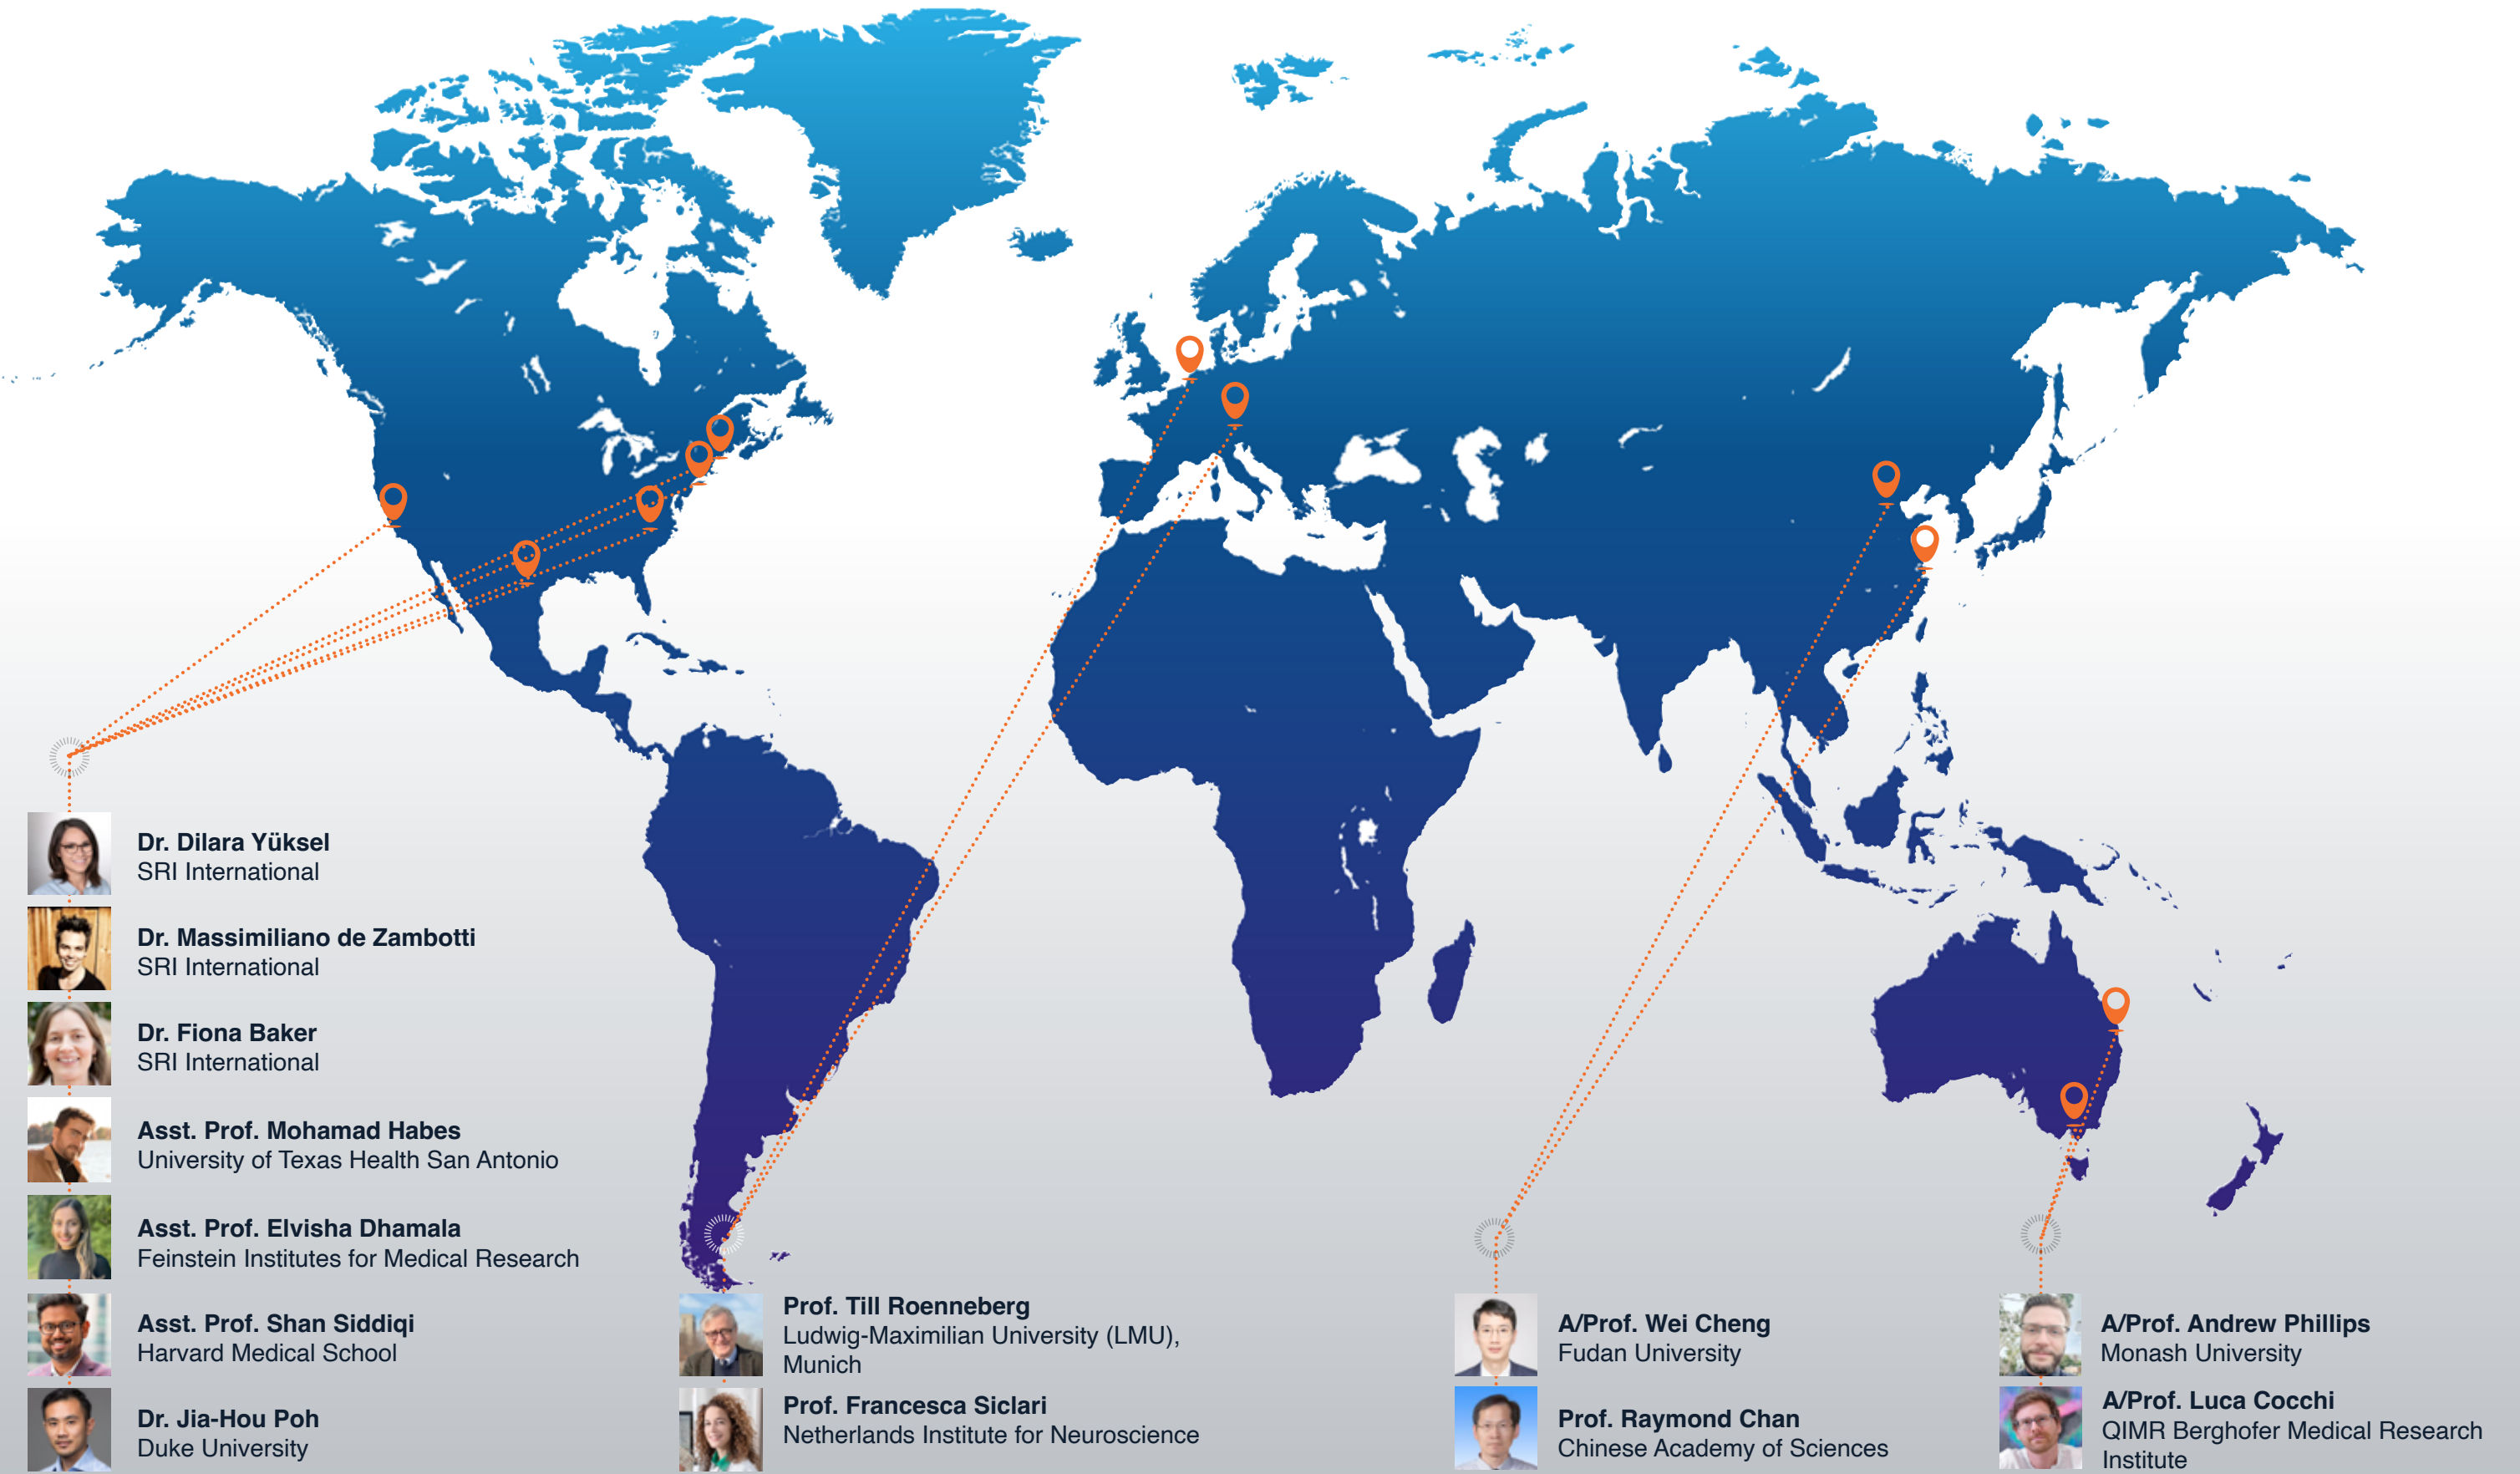 Dr. Dilara Yüksel
SRI International
Dr. Massimiliano de Zambotti
SRI International
Dr. Fiona Baker
SRI International
Asst. Prof. Mohamad Habes
University of Texas Health San Antonio
Asst. Prof. Elvisha Dhamala
Feinstein Institutes for Medical Research
Asst. Prof. Shan Siddiqi
Harvard Medical School
Dr. Jia-Hou Poh
Duke University
Prof. Till Roenneberg
Ludwig-Maximilian University (LMU),
Munich
Prof. Francesca Siclari
Netherlands Institute for Neuroscience
A/Prof. Wei Cheng
Fudan University
Prof. Raymond Chan
Chinese Academy of Sciences
A/Prof. Andrew Phillips
Monash University
A/Prof. Luca Cocchi
QIMR Berghofer Medical Research
Institute